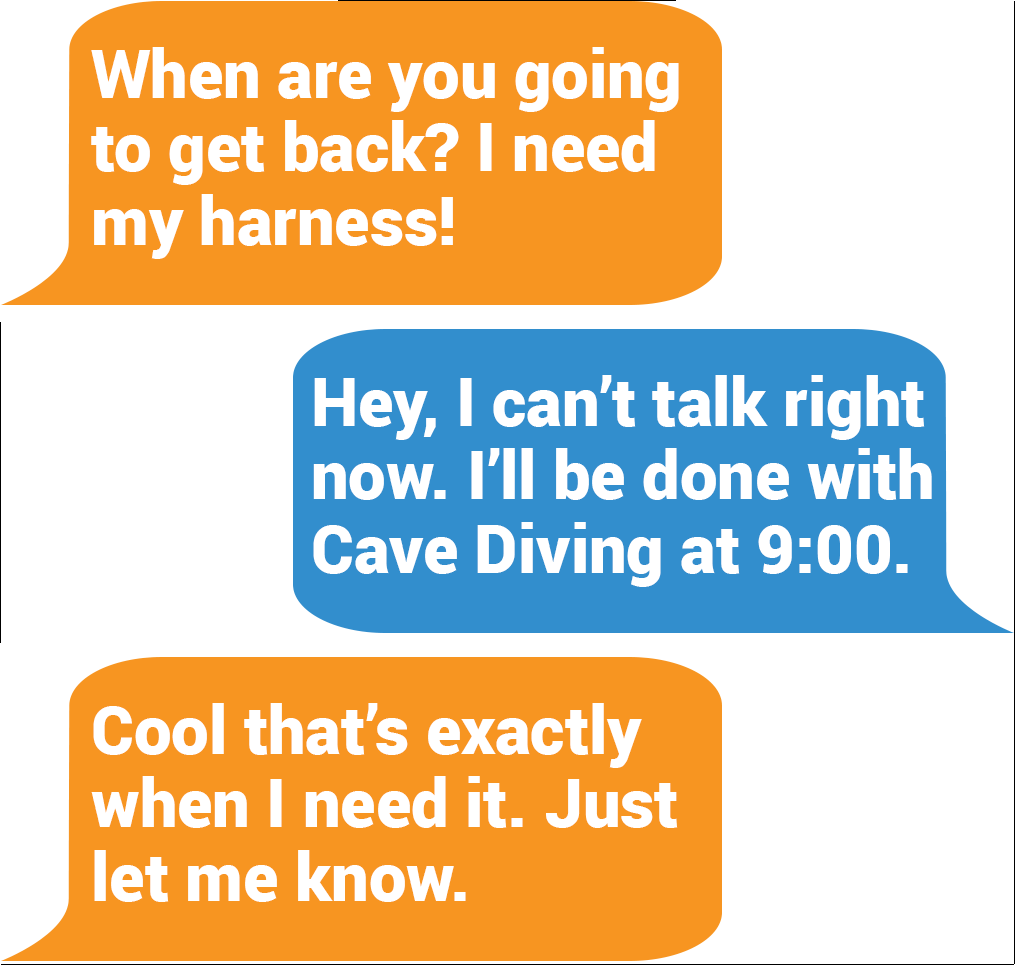 When are you going
to get back? I need
my harness!
Hey, I can’t talk right
now. I’ll be done with
Cave Diving at 9:00.
Cool that’s exactly
when I need it. Just
let me know.